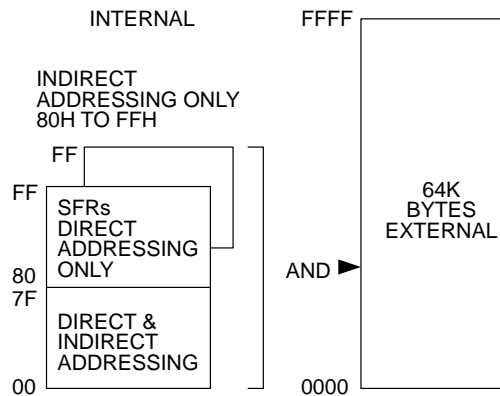 INTERNAL
INDIRECT
ADDRESSING ONLY
80H TO FFH
FF
FF
SFRs
DIRECT
ADDRESSING
ONLY
80
7F
DIRECT &
INDIRECT
ADDRESSING
00
AND
FFFF
64K
BYTES
EXTERNAL
0000